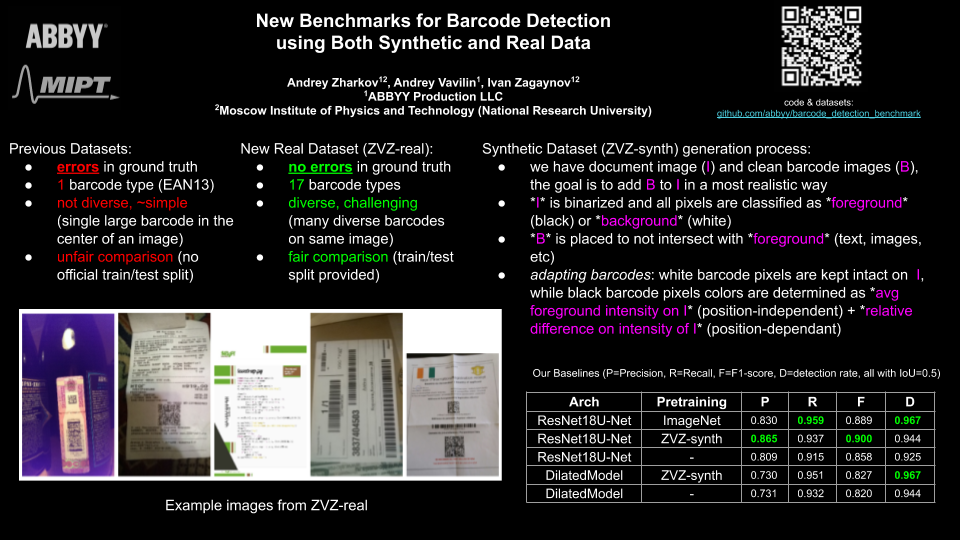 ABBYY
MIPT
New Benchmarks for Barcode Detection
using Both Synthetic and Real Data
Andrey Zharkov¹², Andrey Vavilin¹, Ivan Zagaynov¹²
¹ABBYY Production LLC
²Moscow Institute of Physics and Technology (National Research University)
code & datasets:
github.com/abbyy/barcode_detection_benchmark
Previous Datasets:
● errors in ground truth
● 1 barcode type (EAN13)
● not diverse, ~simple
(single large barcode in the
center of an image)
● unfair comparison (no
official train/test split)
New Real Dataset (ZVZ-real):
● no errors in ground truth
● 17 barcode types
● diverse, challenging
(many diverse barcodes
on same image)
● fair comparison (train/test
split provided)
Synthetic Dataset (ZVZ-synth) generation process:
● we have document image (I) and clean barcode images (B),
the goal is to add B to I in a most realistic way
● *I* is binarized and all pixels are classified as *foreground*
(black) or *background* (white)
● *B* is placed to not intersect with *foreground* (text, images,
etc)
● adapting barcodes: white barcode pixels are kept intact on I,
while black barcode pixels colors are determined as *avg
foreground intensity on I* (position-independent) + *relative
difference on intensity of I* (position-dependant)
ABBYY
Example images from ZVZ-real
Our Baselines (P=Precision, R=Recall, F=F1-score, D=detection rate, all with IoU=0.5)
Arch Pretraining P R F D
ResNet18U-Net ImageNet 0.830 0.959 0.889 0.967
ResNet18U-Net ZVZ-synth 0.865 0.937 0.900 0.944
ResNet18U-Net - 0.809 0.915 0.858 0.925
DilatedModel ZVZ-synth 0.730 0.951 0.827 0.967
DilatedModel - 0.731 0.932 0.820 0.944